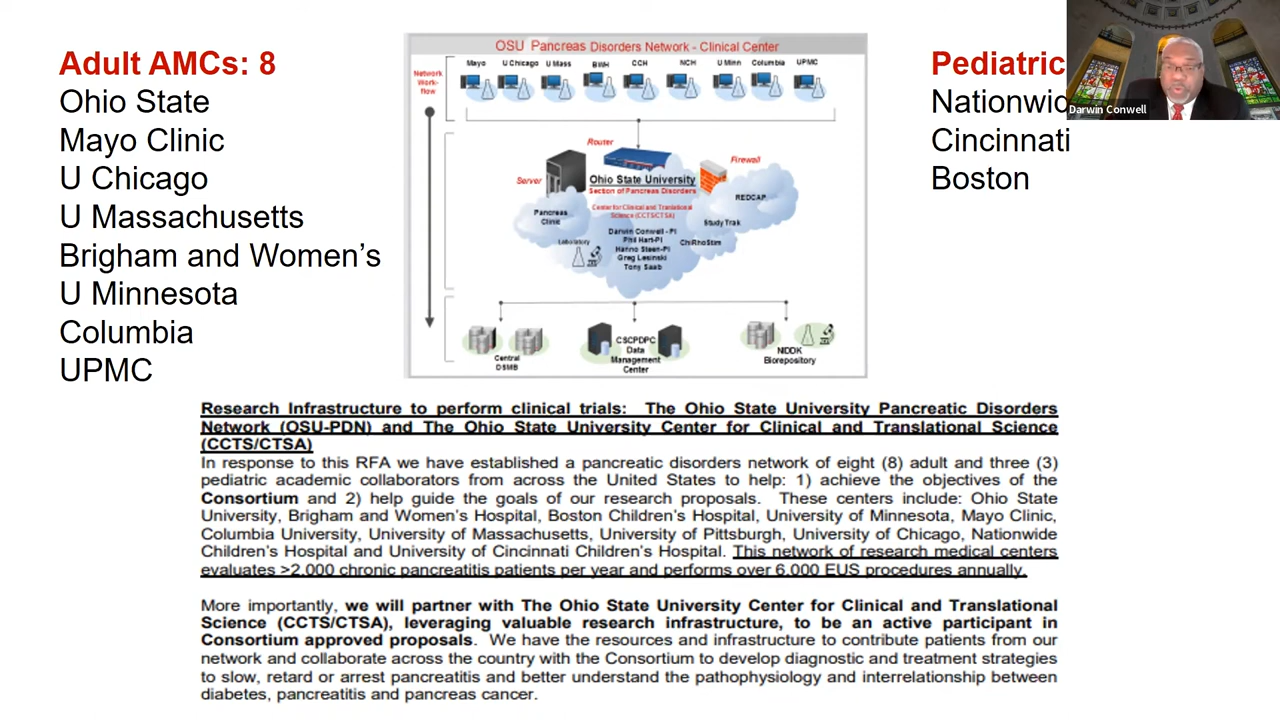 Adult AMCs: 8
Ohio State
Mayo Clinic
U Chicago
U Massachusetts
Brigham and Women's
U Minnesota
Columbia
UPMC
OSU Pancreas Disorders Network - Clinical Center
Network
Work-
flow
Mayo U Chicago U Mass BWH CCH NCH U Minn Columbia UPMC
Router
Server
Firewall
Ohio State University
Section of Pancreas Disorders
Center for Clinical and Translational
Science (CCTS/CTSA)
Pancreas
Clinic
Laboratory
Darwin Conwell - PI
Phil Hart-PI
Hanno Steen-PI
Greg Lesinski
Tony Saab
REDCAP
StudyTrak
ChiRhoStim
Central
DSMB
CSCPDPC
Data
Management
Center
NIDDK
Biorepository
Pediatric
Cincinnati
Boston
Darwin Conwell
Research Infrastructure to perform clinical trials: The Ohio State University Pancreatic Disorders
Network (OSU-PDN) and The Ohio State University Center for Clinical and Translational Science
(CCTS/CTSA)
In response to this RFA we have established a pancreatic disorders network of eight (8) adult and three (3)
pediatric academic collaborators from across the United States to help: 1) achieve the objectives of the
Consortium and 2) help guide the goals of our research proposals. These centers include: Ohio State
University, Brigham and Women's Hospital, Boston Children's Hospital, University of Minnesota, Mayo Clinic,
Columbia University, University of Massachusetts, University of Pittsburgh, University of Chicago, Nationwide
Children's Hospital and University of Cincinnati Children's Hospital. This network of research medical centers
evaluates >2,000 chronic pancreatitis patients per year and performs over 6,000 EUS procedures annually.
More importantly, we will partner with The Ohio State University Center for Clinical and Translational
Science (CCTS/CTSA), leveraging valuable research infrastructure, to be an active participant in
Consortium approved proposals. We have the resources and infrastructure to contribute patients from our
network and collaborate across the country with the Consortium to develop diagnostic and treatment strategies
to slow, retard or arrest pancreatitis and better understand the pathophysiology and interrelationship between
diabetes, pancreatitis and pancreas cancer.